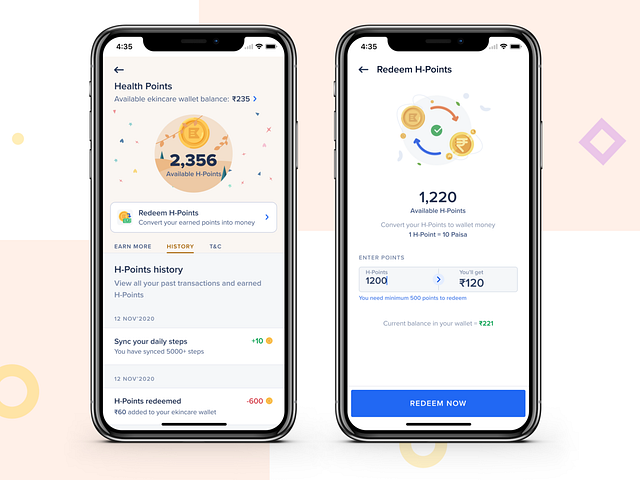 4:35
Health Points
Available ekincare wallet balance: ₹235
2,356
Available H-Points
Redeem H-Points
Convert your earned points into money
EARN MORE HISTORY T&C
H-Points history
View all your past transactions and earned
H-Points
12 NOV'2020
Sync your daily steps +10
You have synced 5000+ steps
12 NOV'2020
H-Points redeemed -600
₹60 added to your ekincare wallet
4:35
Redeem H-Points
₹
1,220
Available H-Points
Convert your H-Points to wallet money
1 H-Point = 10 Paisa
ENTER POINTS
H-Points You'll get
1200 ₹120
You need minimum 500 points to redeem
Current balance in your wallet = ₹221
REDEEM NOW